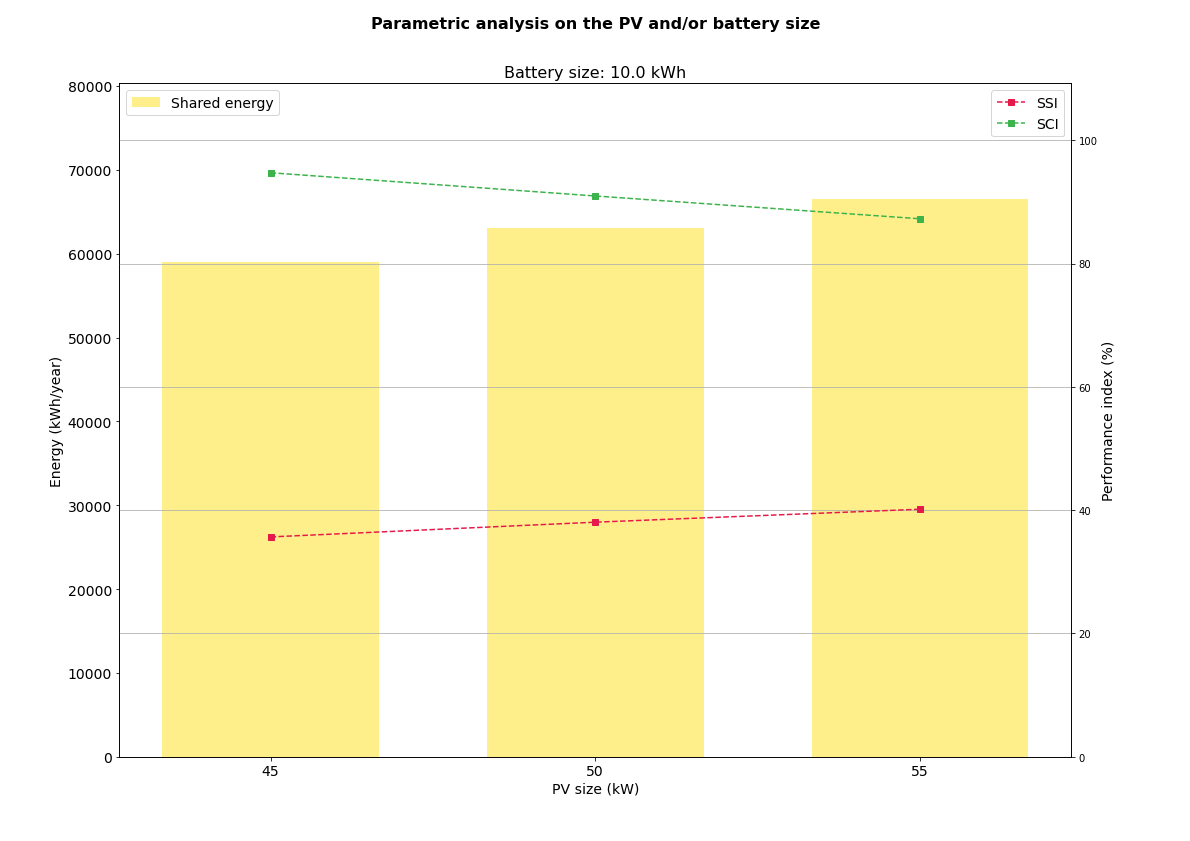 Parametric analysis on the PV and/or battery size
Battery size: 10.0 kWh
Shared energy
SSI
SCI
80000
70000
60000
50000
40000
30000
20000
10000
0
Energy (kWh/year)
100
80
60
40
20
0
Performance index (%)
45 50 55
PV size (kW)